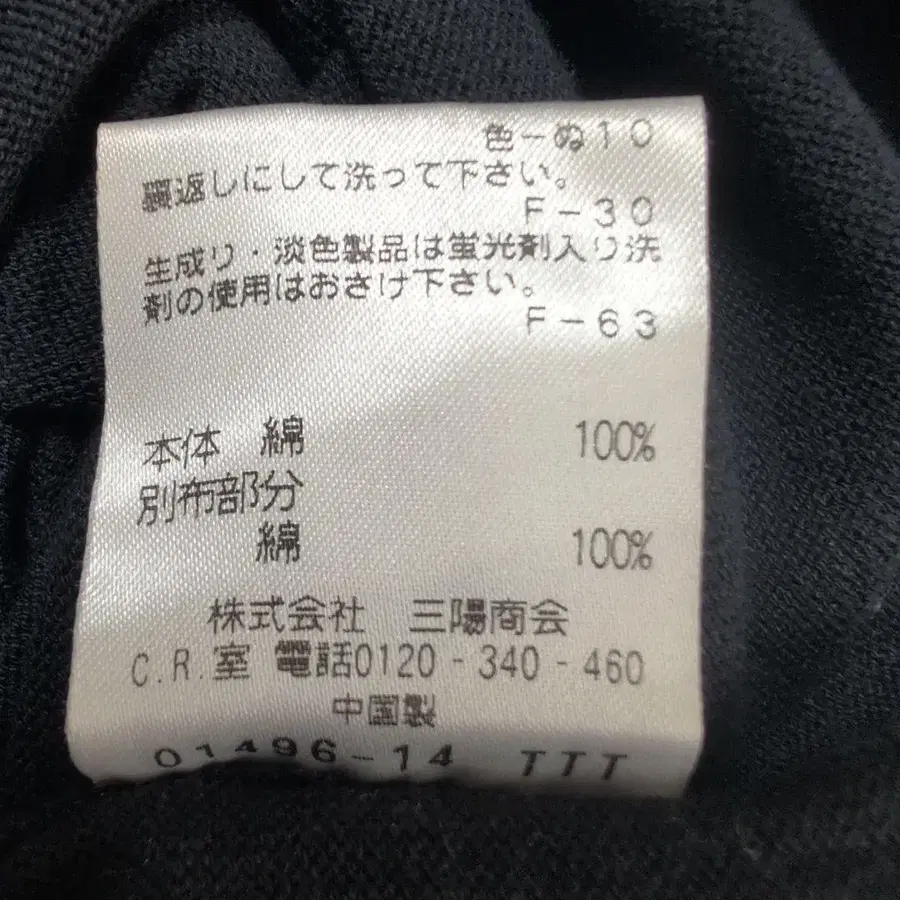 色ーぬ10
裏返しにして洗って下さい。
F-30
生成り・淡色製品は蛍光剤入り洗
剤の使用はおさけ下さい。
F-63
本体 綿 100%
別布部分
綿 100%
株式会社 三陽商会
C.R.室 電話0120-340-460
中国製
01496-14 TTT